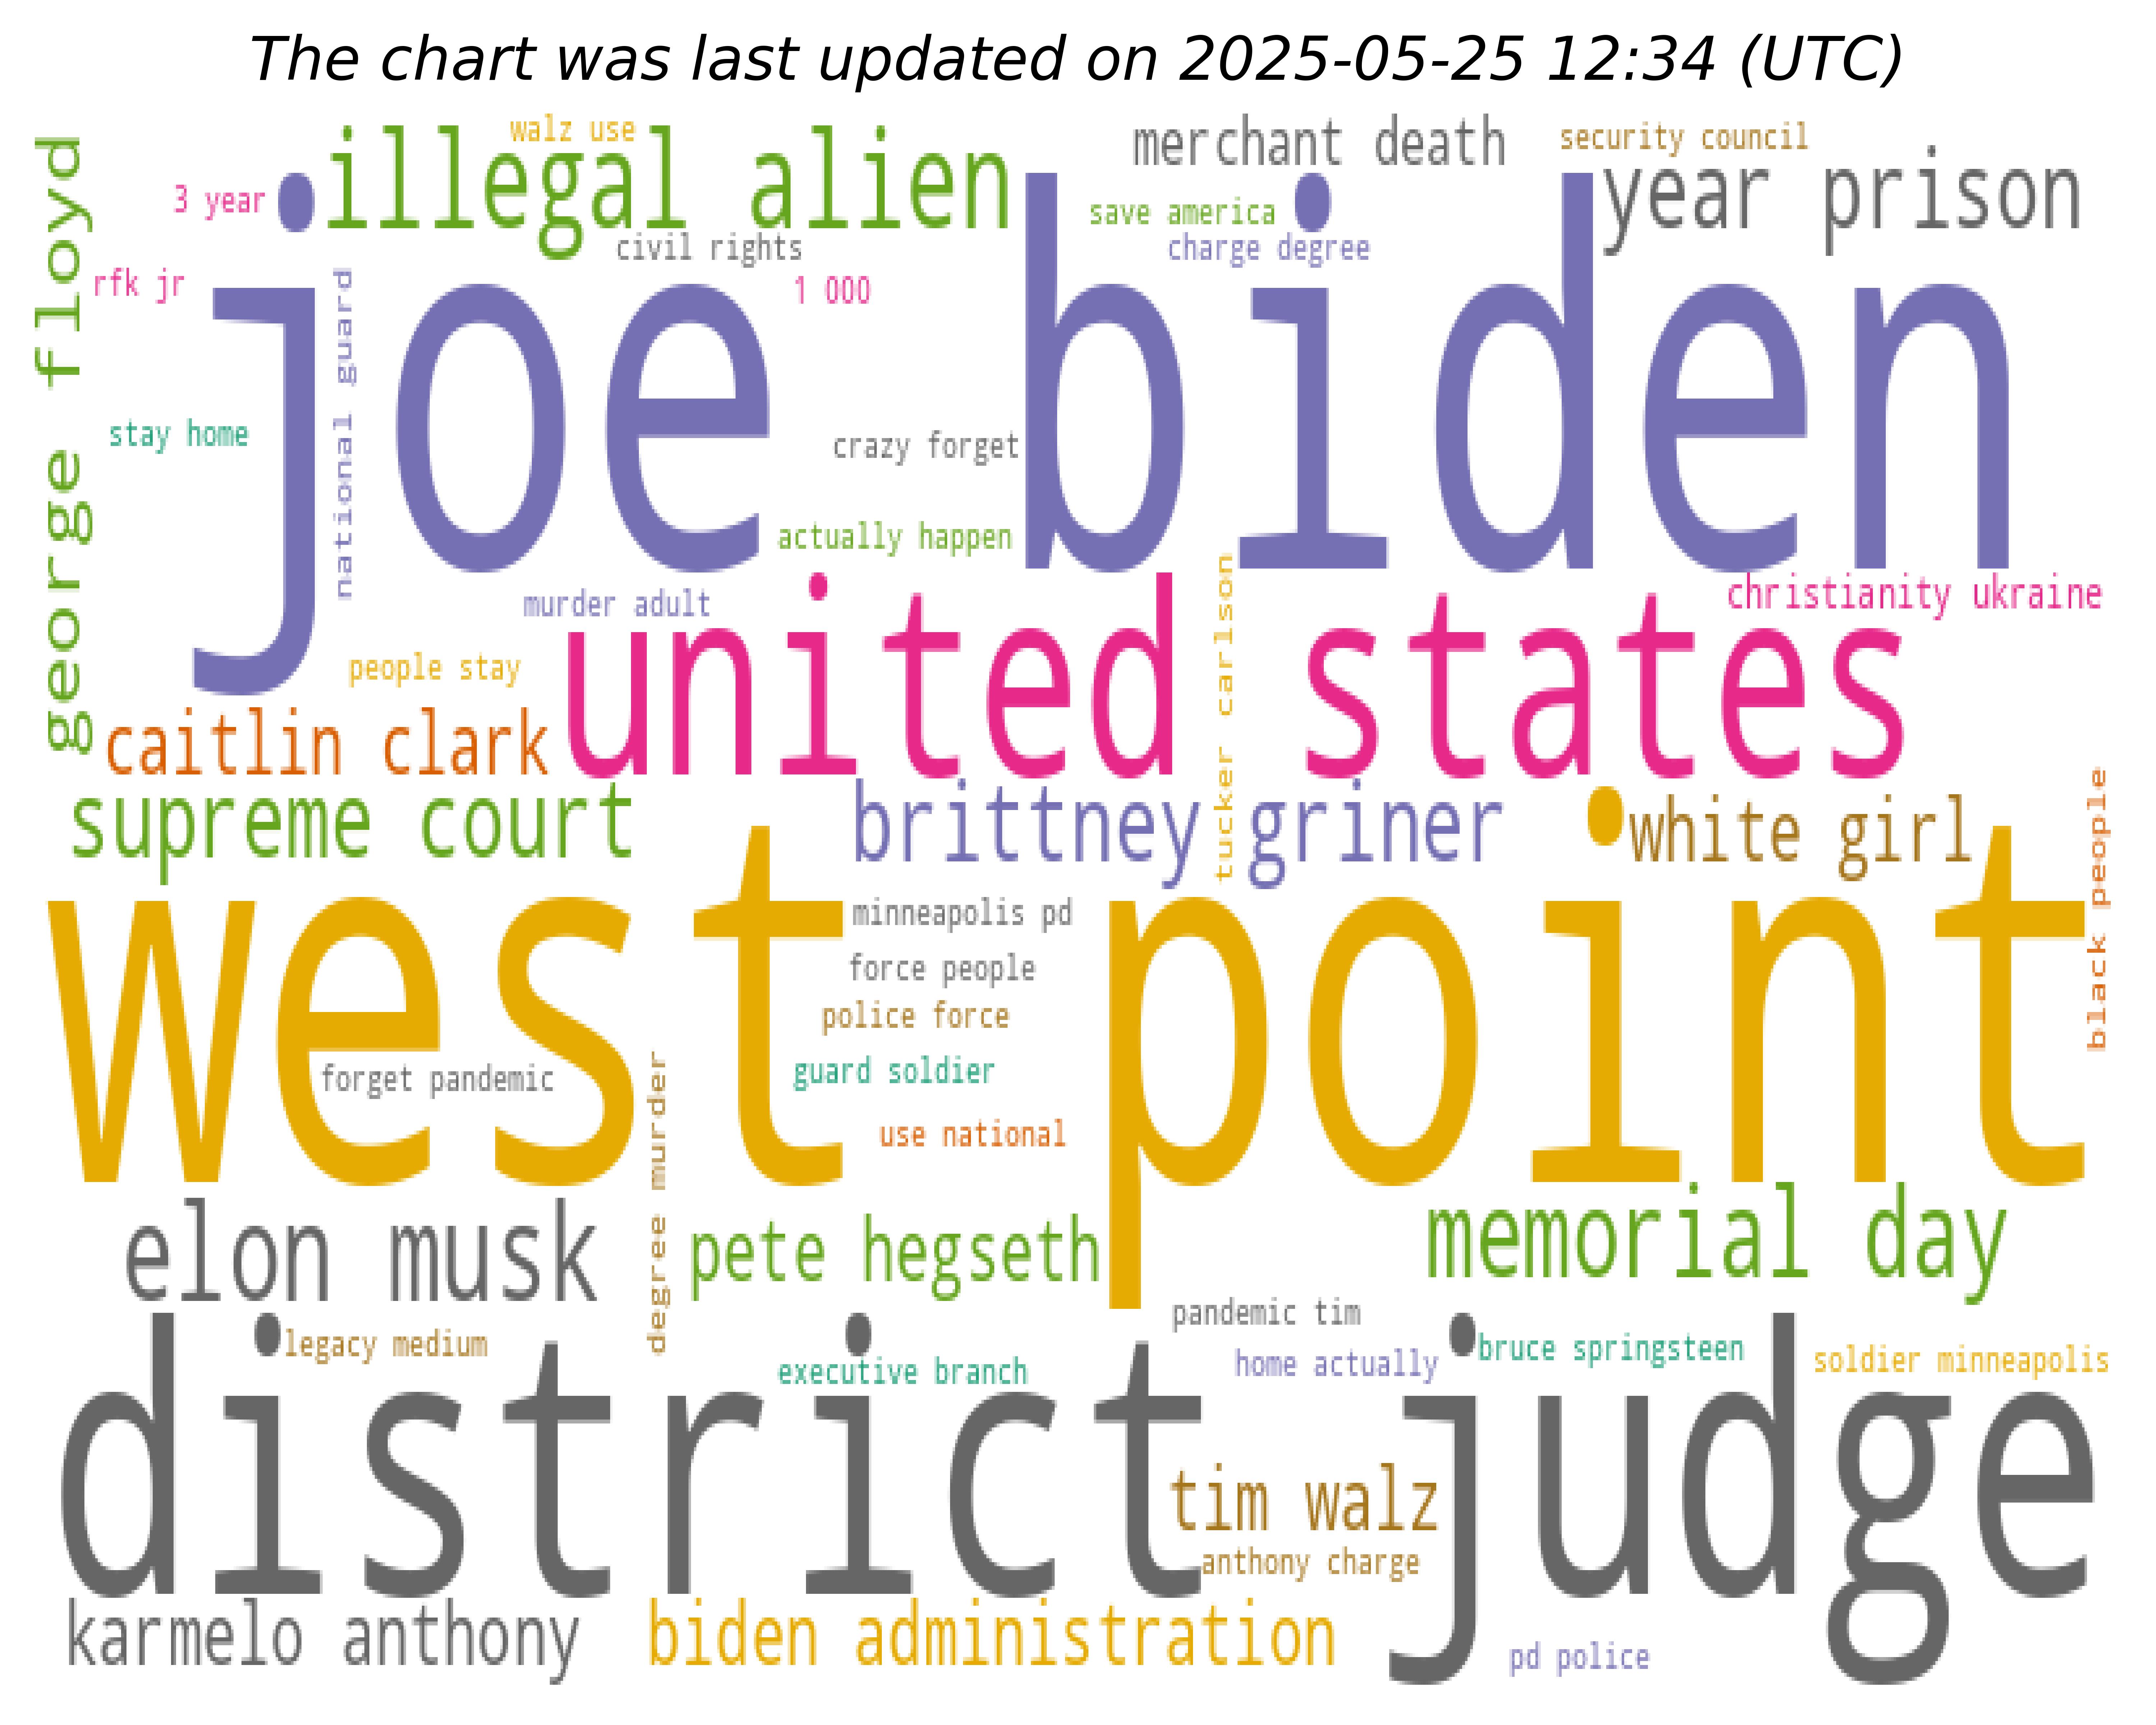 The chart was last updated on 2025-05-25 12:34 (UTC)
walz use
illegal alien
merchant death
security council
year prison
3 year
save america
civil rights
charge degree
george floyd
rfk jr
1 000
joe biden
national guard
stay home
crazy forget
actually happen
murder adult
christianity ukraine
people stay
united states
tucker carlson
caitlin clark
supreme court
brittney griner
white girl
black people
west point
minneapolis pd
force people
police force
guard soldier
forget pandemic
use national
degree murder
elon musk
pete hegseth
memorial day
pandemic tim
legacy medium
executive branch
home actually
bruce springsteen
soldier minneapolis
district judge
tim walz
anthony charge
karmelo anthony
biden administration
pd police